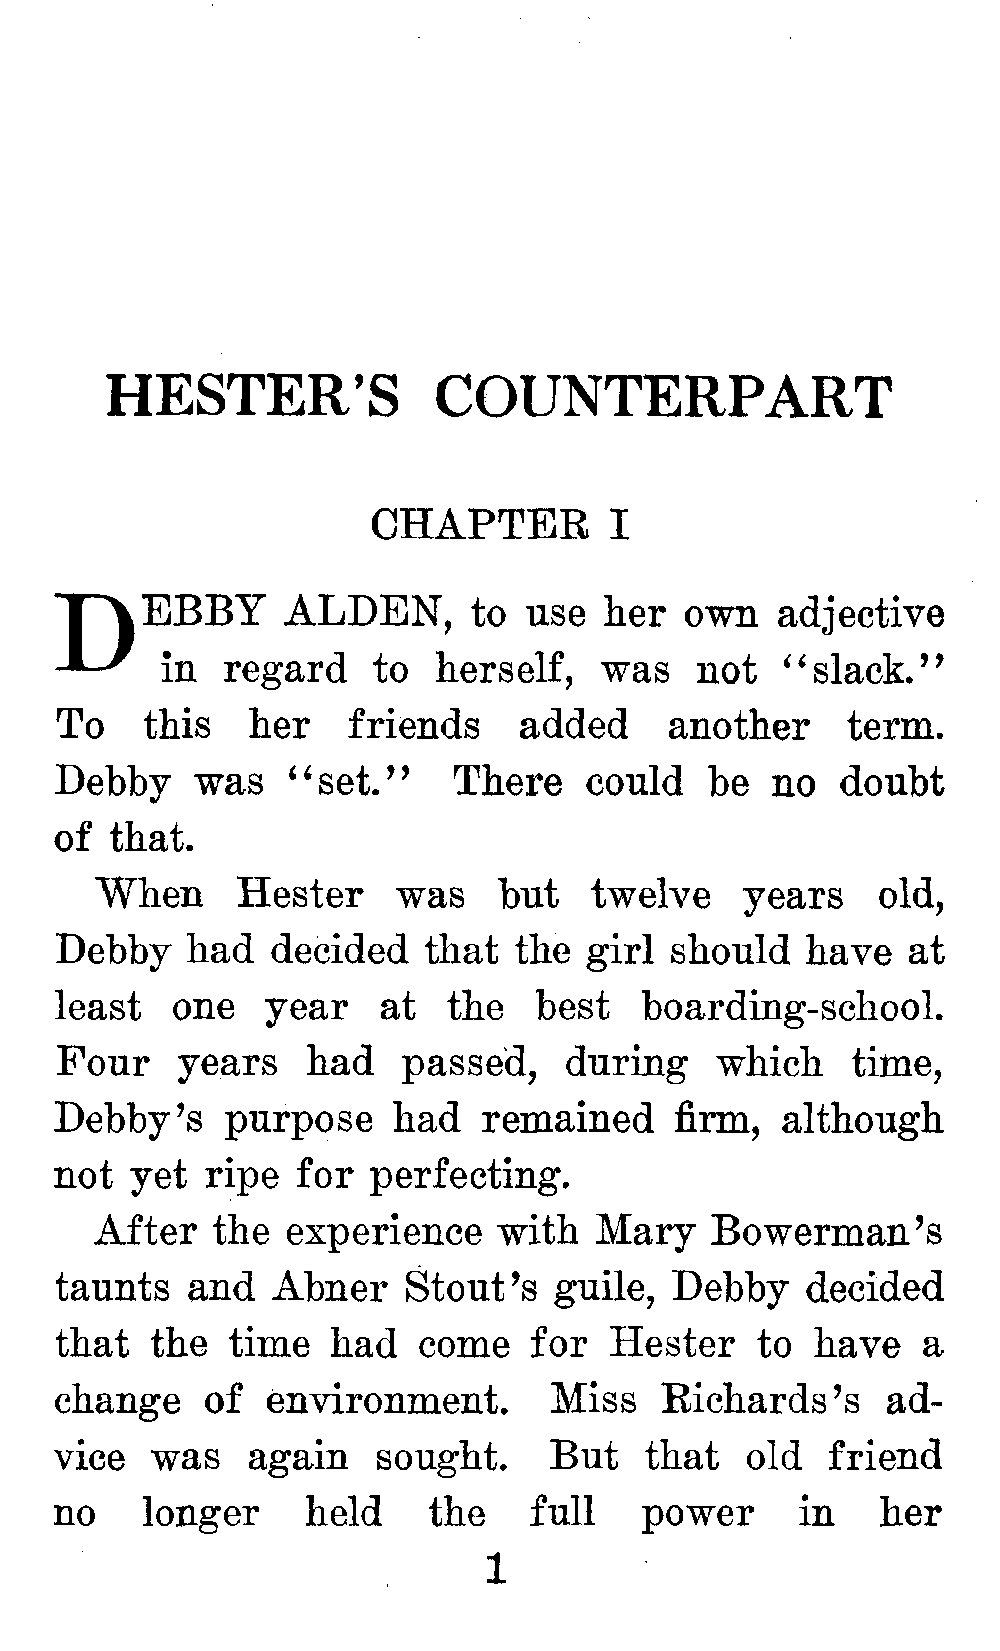 HESTER'S COUNTERPART
CHAPTER I
DEBBY ALDEN, to use her own adjective
in regard to herself, was not "slack."
To this her friends added another term.
Debby was "set." There could be no doubt
of that.
When Hester was but twelve years old,
Debby had decided that the girl should have at
least one year at the best boarding-school.
Four years had passed, during which time,
Debby's purpose had remained firm, although
not yet ripe for perfecting.
After the experience with Mary Bowerman's
taunts and Abner Stout's guile, Debby decided
that the time had come for Hester to have a
change of environment. Miss Richards's ad-
vice was again sought. But that old friend
no longer held the full power in her
1